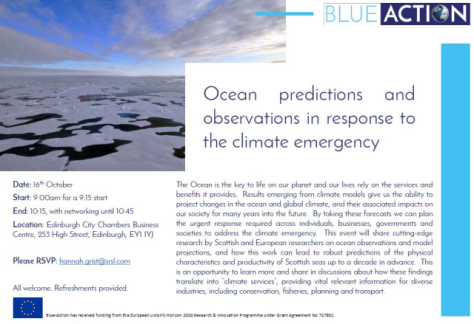 BLUE ACTION
Ocean predictions and
observations in response to
the climate emergency
Date: 16th October
Start: 9:00am for a 9:15 start
End: 10:15, with networking until 10:45
Location: Edinburgh City Chambers Business
Centre, 253 High Street, Edinburgh, EY1 1YJ
Please RSVP: hannah.grist@srsl.com
All welcome. Refreshments provided.
The Ocean is the key to life on our planet and our lives rely on the services and
benefits it provides. Results emerging from climate models give us the ability to
project changes in the ocean and global climate, and their associated impacts on
our society for many years into the future. By taking these forecasts we can plan
the urgent response required across individuals, businesses, governments and
societies to address the climate emergency. This event will share cutting-edge
research by Scottish and European researchers on ocean observations and model
projections, and how this work can lead to robust predictions of the physical
characteristics and productivity of Scottish seas up to a decade in advance. This
is an opportunity to learn more and share in discussions about how these findings
translate into 'climate services', providing vital relevant information for diverse
industries, including conservation, fisheries, planning and transport.
Blue-Action has received funding from the European Union's Horizon 2020 Research & Innovation Programme under Grant Agreement No 727852.